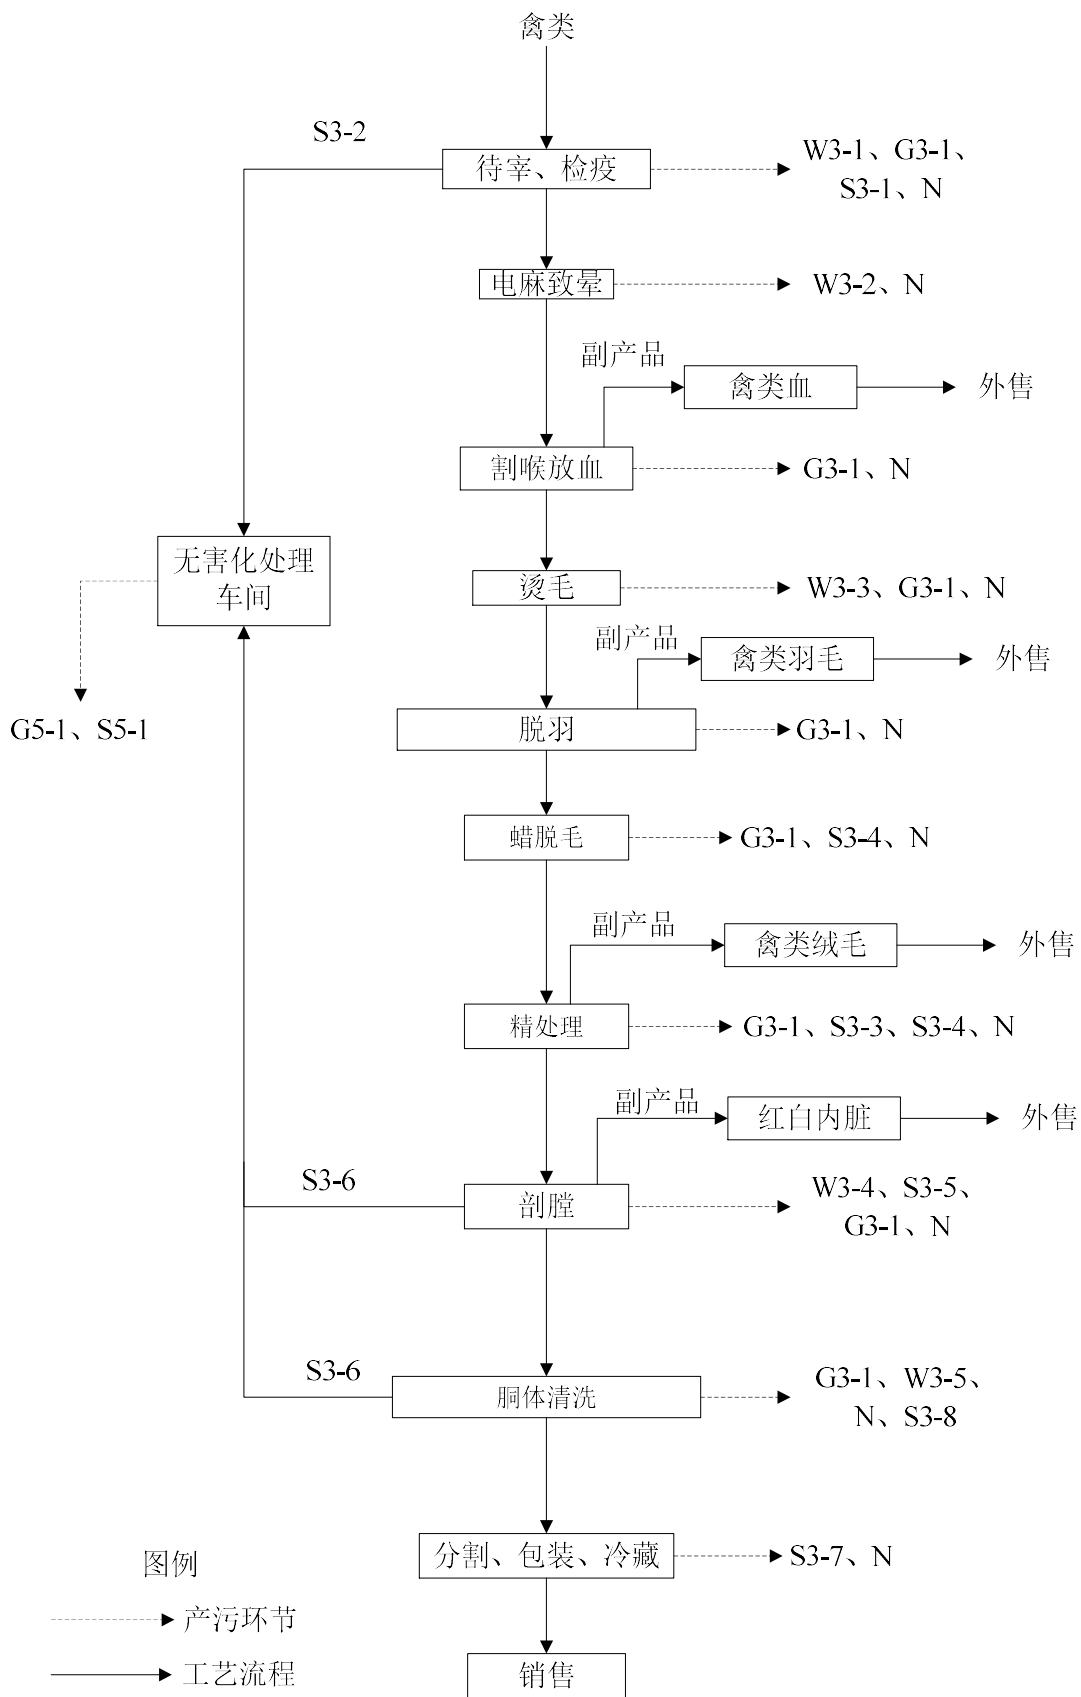 禽类
S3-2
待宰、检疫
W3-1、G3-1、
S3-1、N
电麻致晕
W3-2、N
副产品
禽类血
外售
割喉放血
G3-1、N
无害化处理
车间
烫毛
W3-3、G3-1、N
副产品
禽类羽毛
外售
G5-1、S5-1
脱羽
G3-1、N
蜡脱毛
G3-1、S3-4、N
副产品
禽类绒毛
外售
精处理
G3-1、S3-3、S3-4、N
副产品
红白内脏
外售
S3-6
剖膛
W3-4、S3-5、
G3-1、N
S3-6
胴体清洗
G3-1、W3-5、
N、S3-8
分割、包装、冷藏
S3-7、N
图例
产污环节
工艺流程
销售